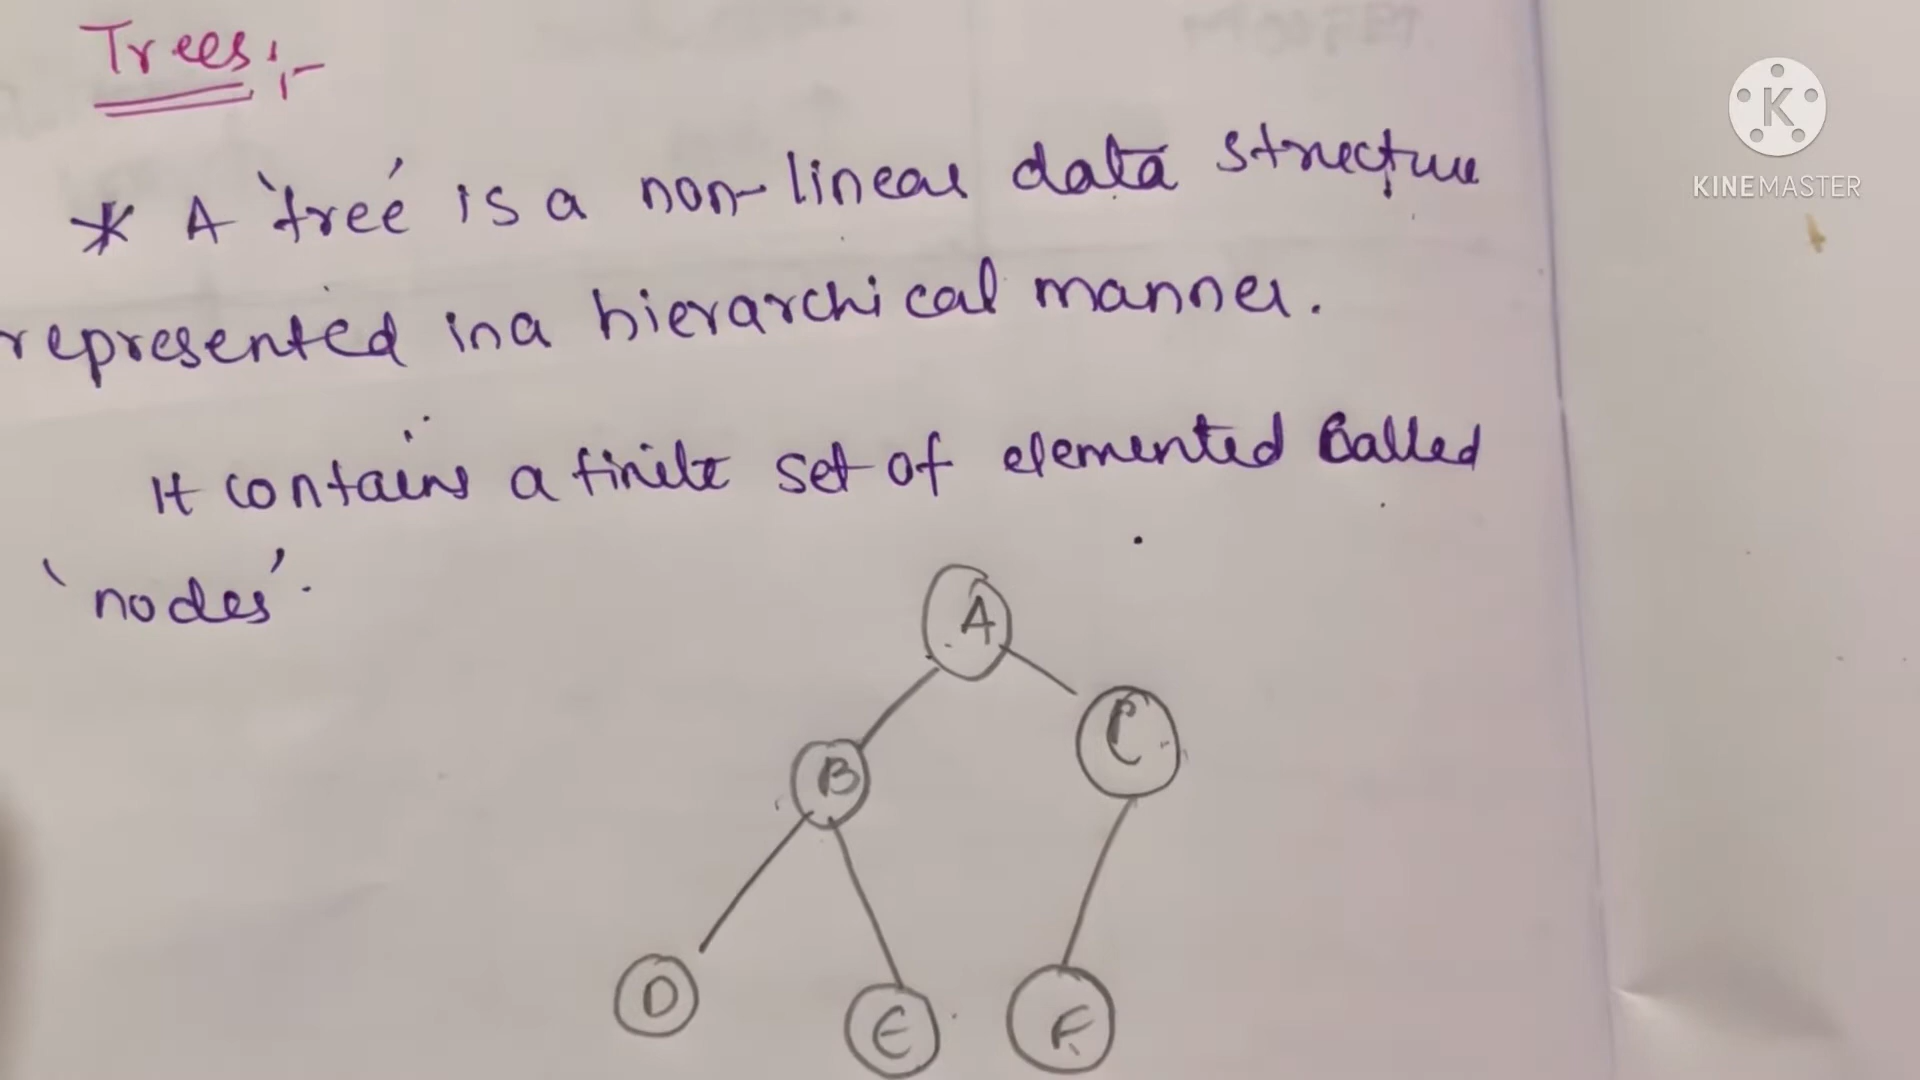 Trees:-
* A 'tree' is a non-linear data structure
represented in a hierarchical manner.
It contains a finite set of elemented Called
'nodes'.
A
B
C
D
E
F
K
KINEMASTER